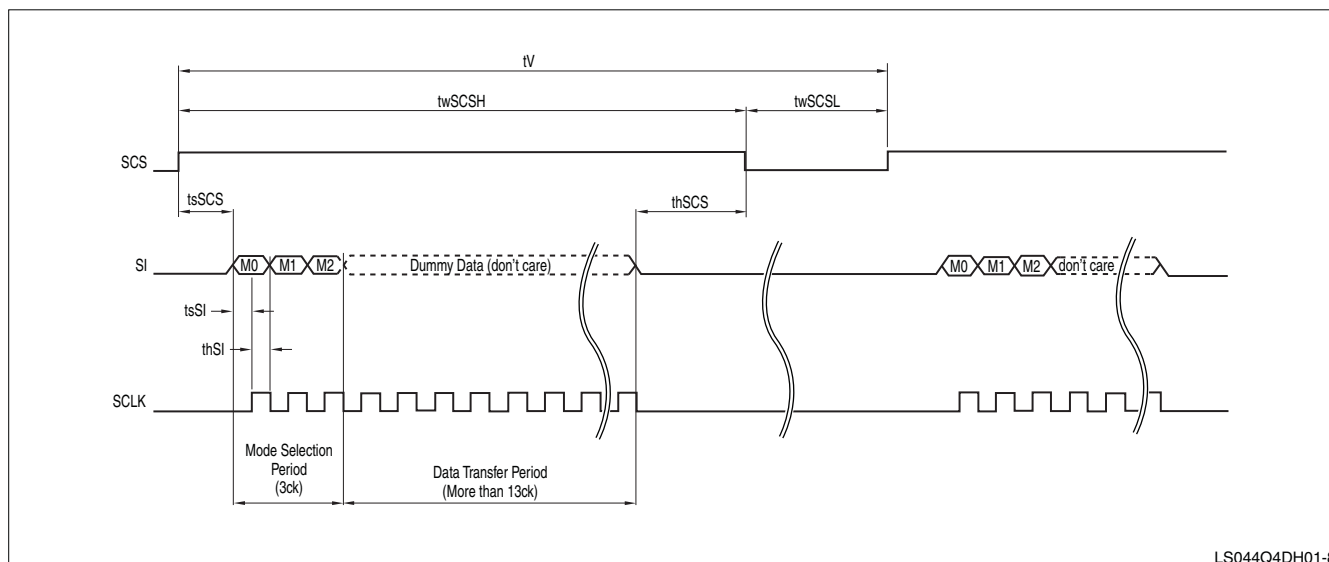 tV
twSCSH
twSCSL
SCS
tsSCS
thSCS
SI
M0
M1
M2
Dummy Data (don't care)
M0
M1
M2
don't care
tsSI
thSI
SCLK
Mode Selection
Period
(3ck)
Data Transfer Period
(More than 13ck)